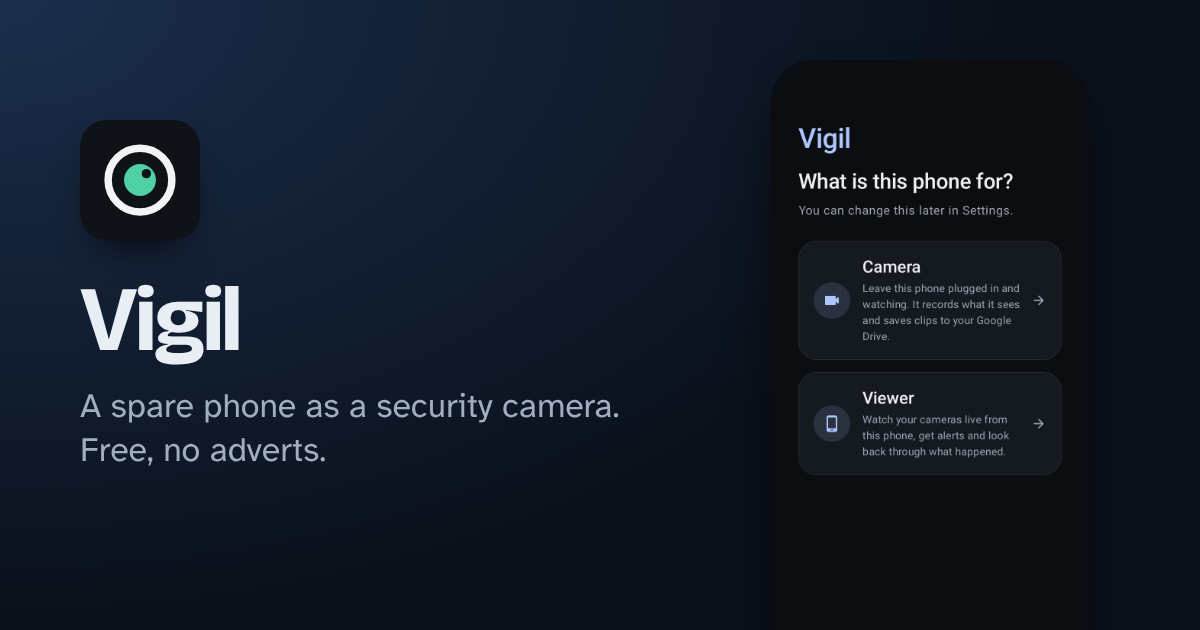 Vigil
A spare phone as a security camera.
Free, no adverts.
Vigil
What is this phone for?
You can change this later in Settings.
Camera
Leave this phone plugged in and
watching. It records what it sees
and saves clips to your Google
Drive.
Viewer
Watch your cameras live from
this phone, get alerts and look
back through what happened.